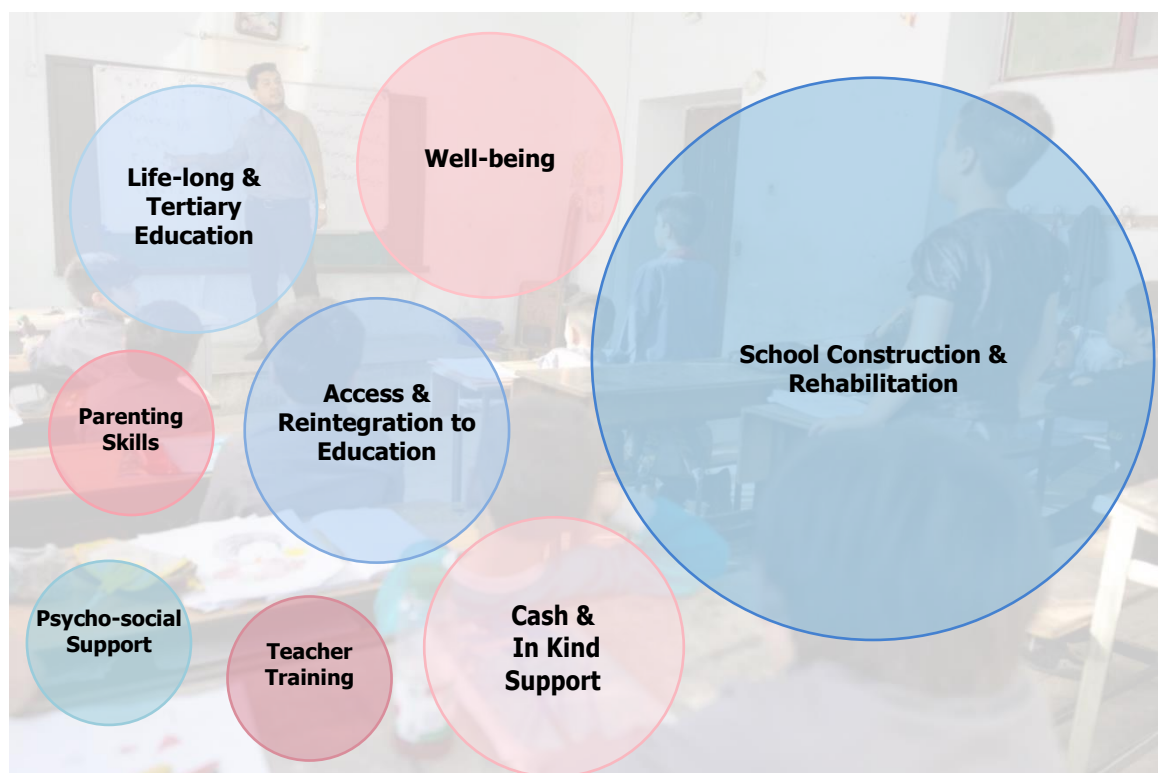 Well-being
Life-long &
Tertiary
Education
School Construction &
Rehabilitation
Access &
Reintegration to
Education
Parenting
Skills
Psycho-social
Support
Teacher
Training
Cash &
In Kind
Support